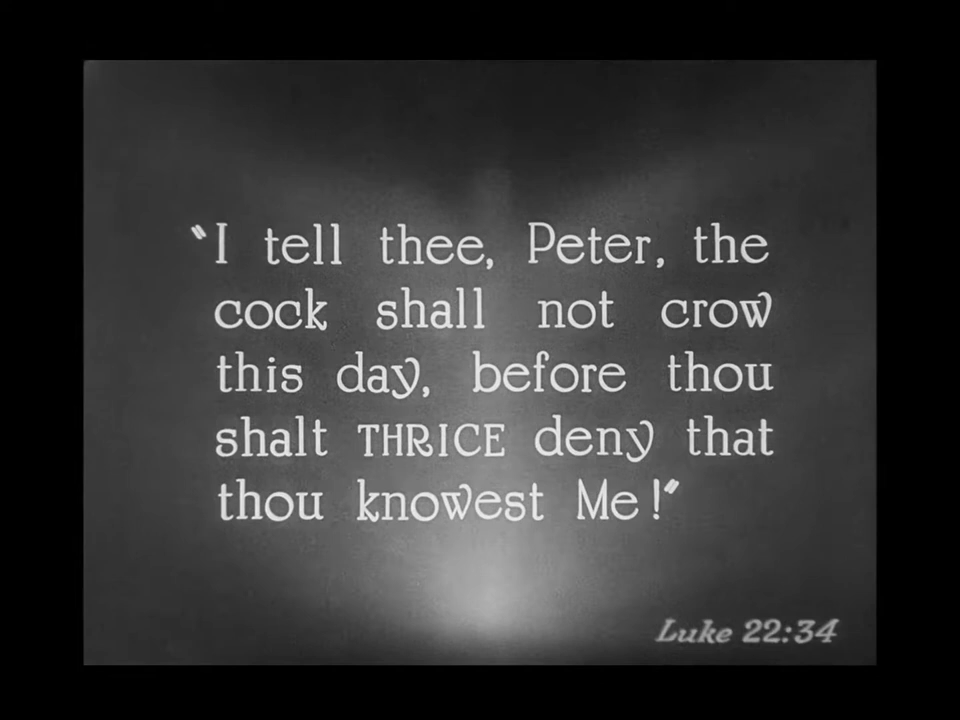 "I tell thee, Peter, the
cock shall not crow
this day, before thou
shalt THRICE deny that
thou knowest Me!"
Luke 22:34